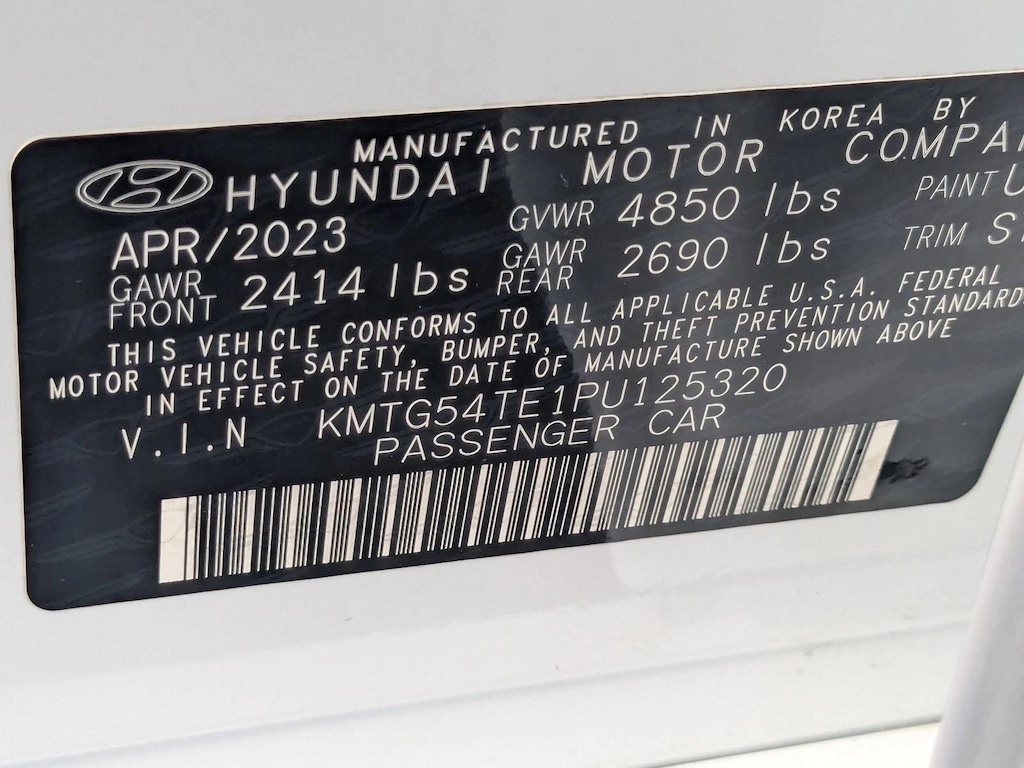 MANUFACTURED IN KOREA BY
HYUNDAI MOTOR
APR/2023 GVWR 4850 lbs PAINT
GAWR FRONT 2414 lbs GAWR REAR 2690 lbs TRIM
THIS VEHICLE CONFORMS TO ALL APPLICABLE U.S.A. FEDERAL
MOTOR VEHICLE SAFETY, BUMPER, AND THEFT PREVENTION
IN EFFECT ON THE DATE OF MANUFACTURE SHOWN ABOVE
V.I.N KMTG54TE1PU125320
PASSENGER CAR